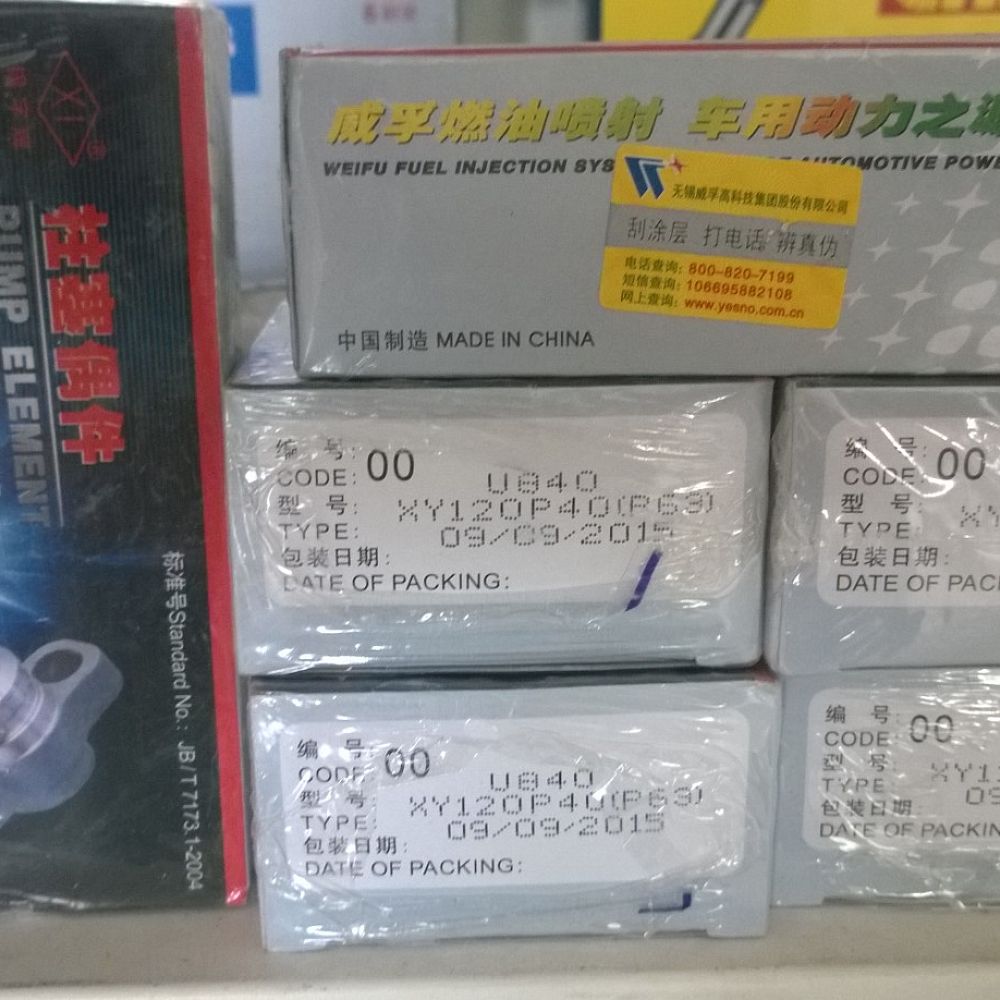 XI
®
柱塞偶件
PUMP ELEMENT
标准号Standard No.: JB/T 7173.1-2004
威孚燃油喷射 车用动力之
WEIFU FUEL INJECTION SYS
AUTOMOTIVE POWE
无锡威孚高科技集团股份有限公司
刮涂层 打电话 辨真伪
电话查询: 800-820-7199
短信查询: 106695882108
网上查询: www.yesno.com.cn
中国制造 MADE IN CHINA
编 号:
CODE: 00
U840
型 号:
XY120P40(P63)
TYPE:
09/09/2015
包装日期:
DATE OF PACKING:
编 号:
CODE: 00
型 号:
XY
TYPE:
包装日期:
DATE OF PAC
编 号:
CODE: 00
U840
型 号:
XY120P40(P63)
TYPE:
09/09/2015
包装日期:
DATE OF PACKING:
编 号:
CODE: 00
型 号:
XY1
TYPE:
09
包装日期:
DATE OF PACKIN